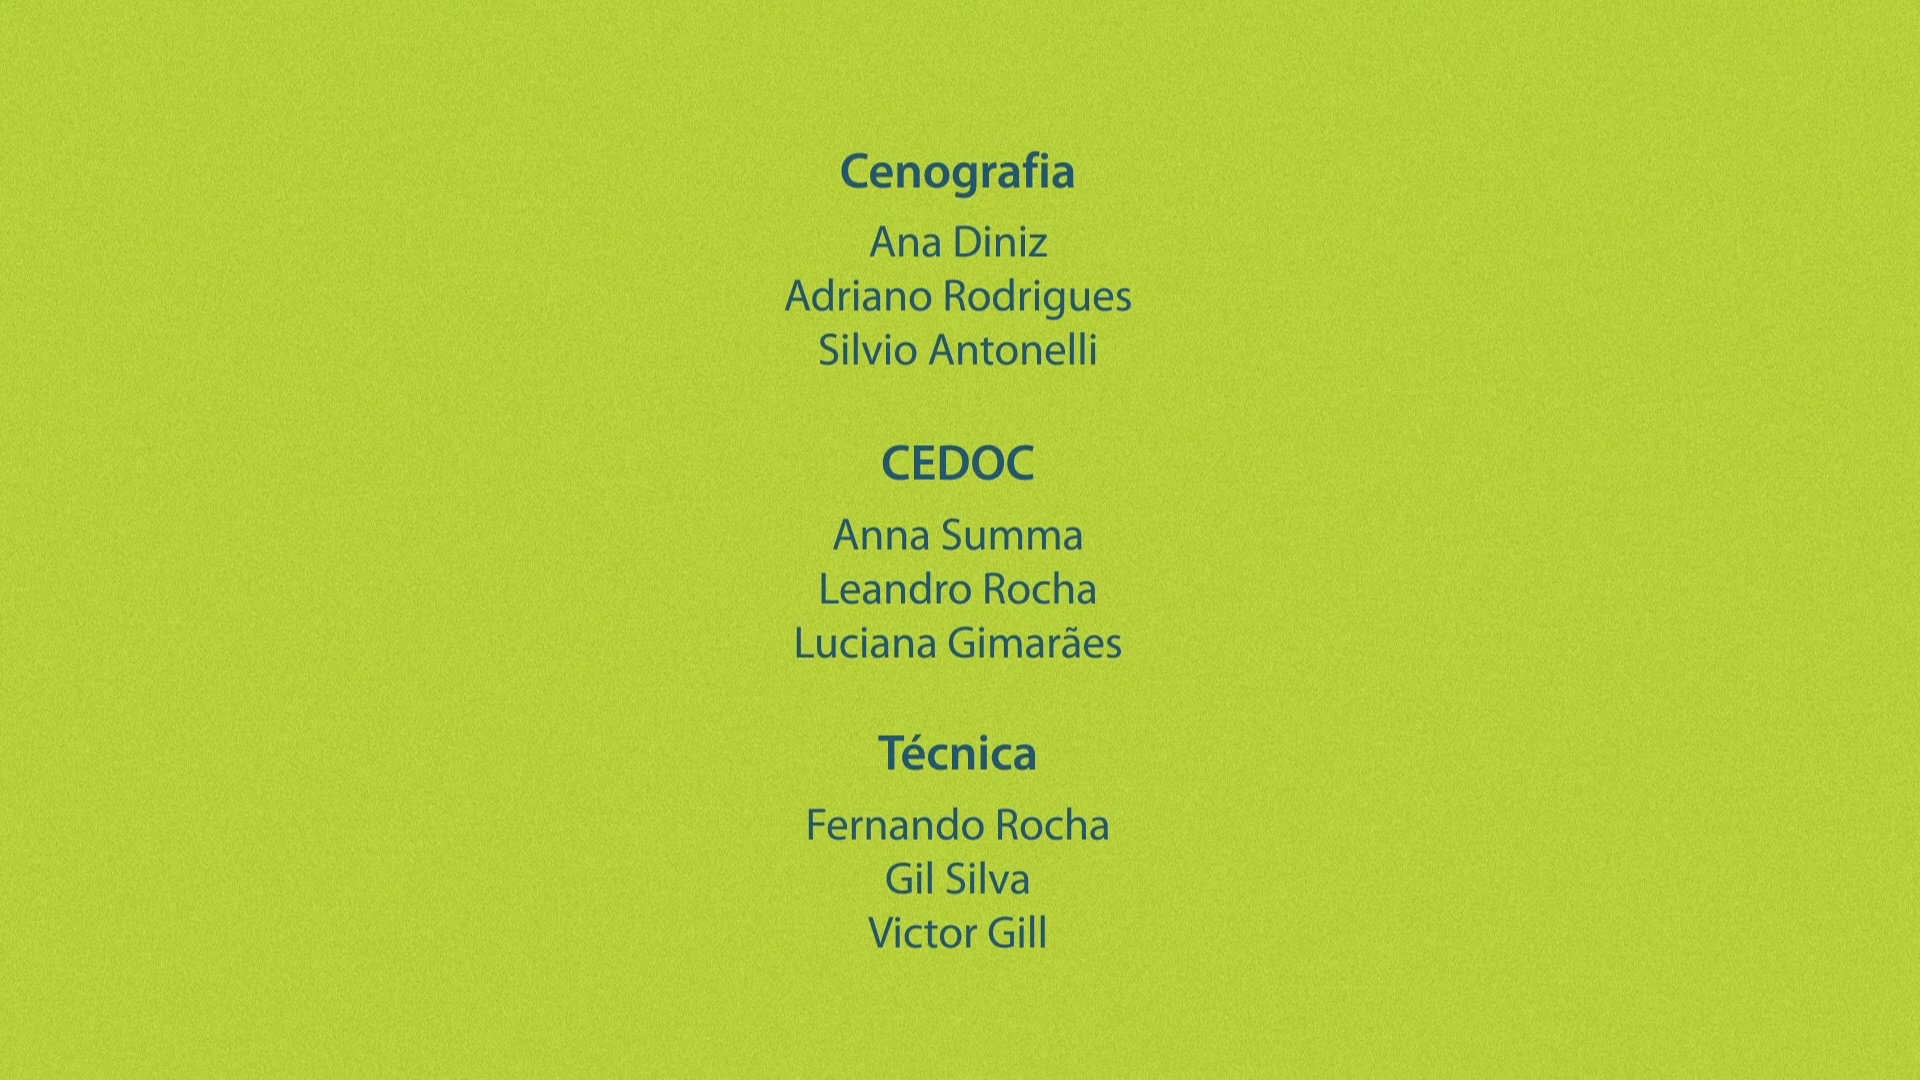 Cenografia
Ana Diniz
Adriano Rodrigues
Silvio Antonelli
CEDOC
Anna Summa
Leandro Rocha
Luciana Gimarães
Técnica
Fernando Rocha
Gil Silva
Victor Gill